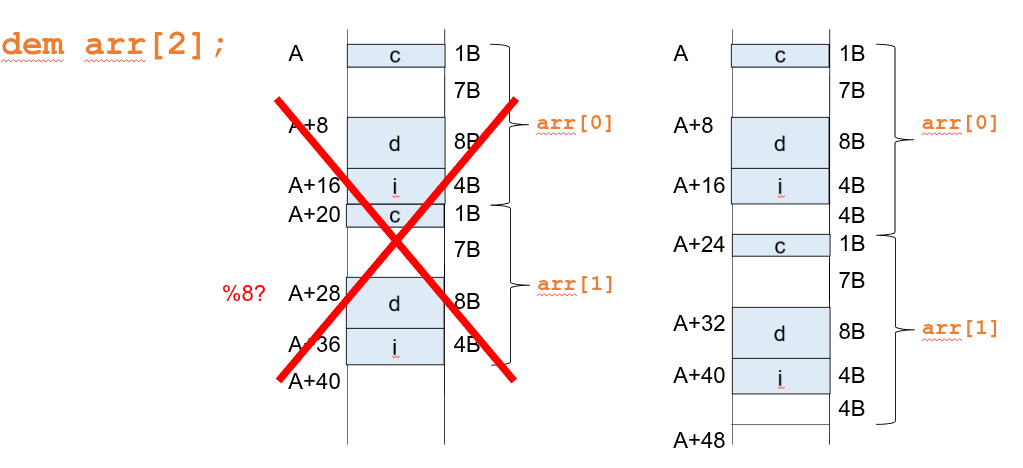 dem arr[2];
A c 1B
7B
arr[0]
A+8 d 8B
A+16 i 4B
A+20 c 1B
7B
%8? A+28 d 8B
arr[1]
A+36 i 4B
A+40
A c 1B
7B
arr[0]
A+8 d 8B
A+16 i 4B
4B
A+24 c 1B
7B
A+32 d 8B
arr[1]
A+40 i 4B
4B
A+48